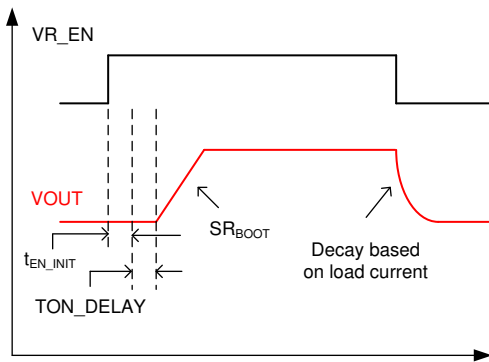 VR_EN
VOUT
SR_BOOT
t_EN_INIT
Decay based
on load current
TON_DELAY